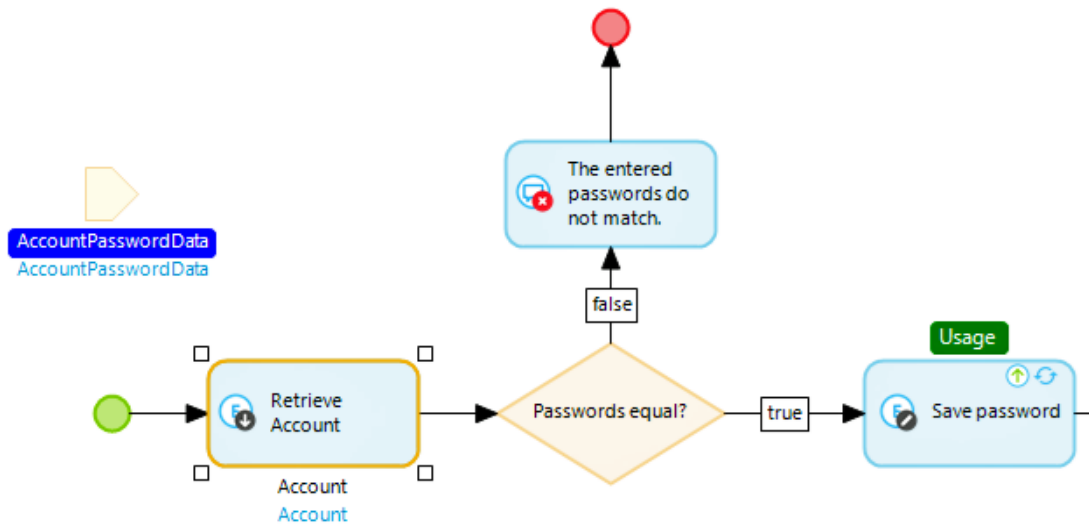 The entered
passwords do
not match.
AccountPasswordData
AccountPasswordData
false
Usage
Retrieve
Account
Passwords equal?
true
Save password
Account
Account